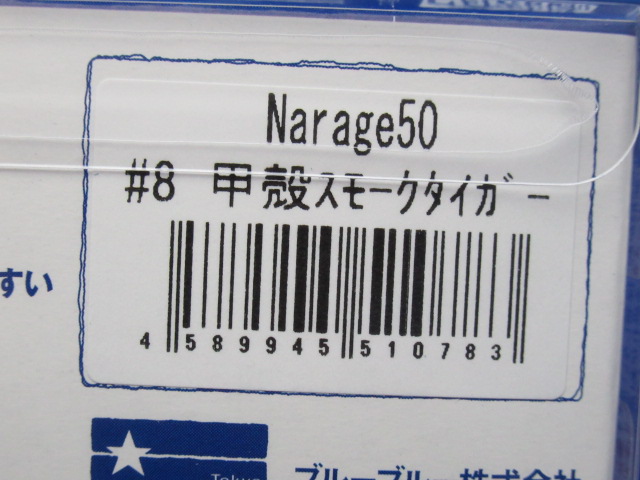 Narage50
#8 甲殻スモークタイガー
4 589945 510783
すい
ブルーブルー株式会社